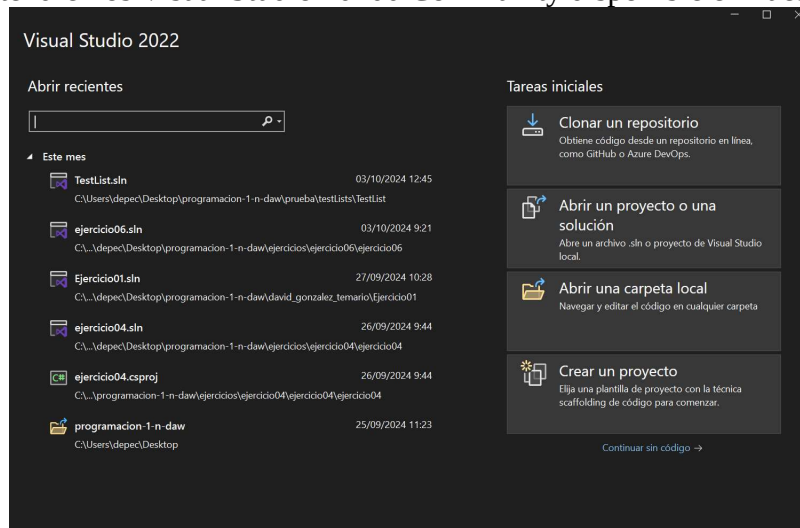 Visual Studio 2022
Abrir recientes
Este mes
TestList.sln 03/10/2024 12:45
C:\Users\depec\Desktop\programacion-1-n-daw\prueba\testLists\TestList
ejercicio06.sln 03/10/2024 9:21
C:\...\depec\Desktop\programacion-1-n-daw\ejercicios\ejercicio06\ejercicio06
Ejercicio01.sln 27/09/2024 10:28
C:\...\depec\Desktop\programacion-1-n-daw\david_gonzalez_temario\Ejercicio01
ejercicio04.sln 26/09/2024 9:44
C:\...\depec\Desktop\programacion-1-n-daw\ejercicios\ejercicio04\ejercicio04
C# ejercicio04.csproj 26/09/2024 9:44
C:\...\programacion-1-n-daw\ejercicios\ejercicio04\ejercicio04\ejercicio04
programacion-1-n-daw 25/09/2024 11:23
C:\Users\depec\Desktop
Tareas iniciales
Clonar un repositorio
Obtiene código desde un repositorio en línea,
como GitHub o Azure DevOps.
Abrir un proyecto o una
solución
Abre un archivo .sln o proyecto de Visual Studio
local.
Abrir una carpeta local
Navegar y editar el código en cualquier carpeta
Crear un proyecto
Elija una plantilla de proyecto con la técnica
scaffolding de código para comenzar.
Continuar sin código →